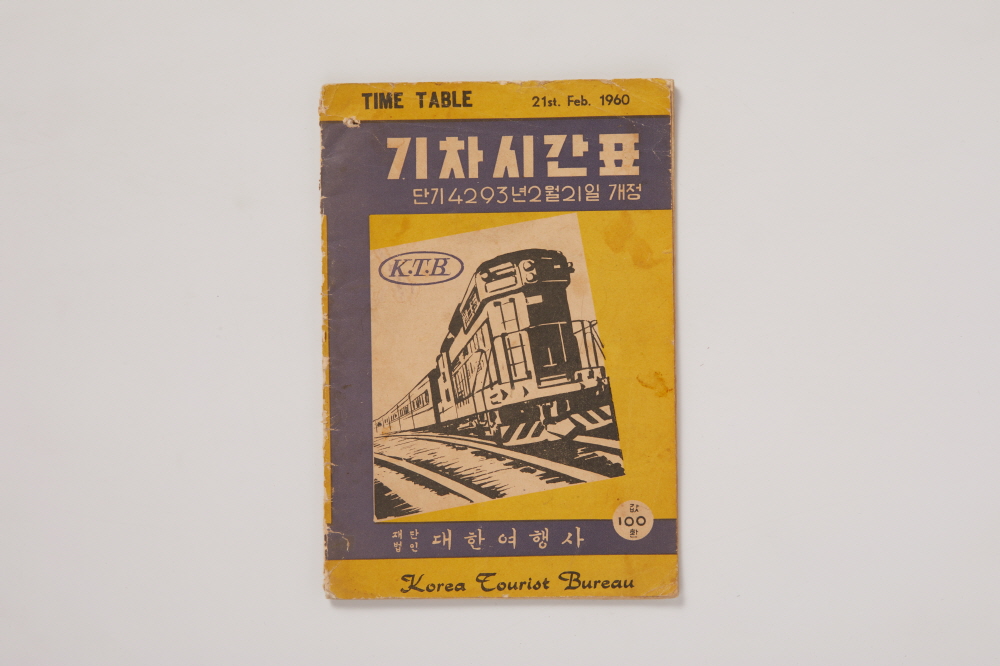 TIME TABLE 21st. Feb. 1960
기차시간표
단기4293년2월21일 개정
K.T.B.
값
100
환
재단
법인 대한여행사
Korea Tourist Bureau